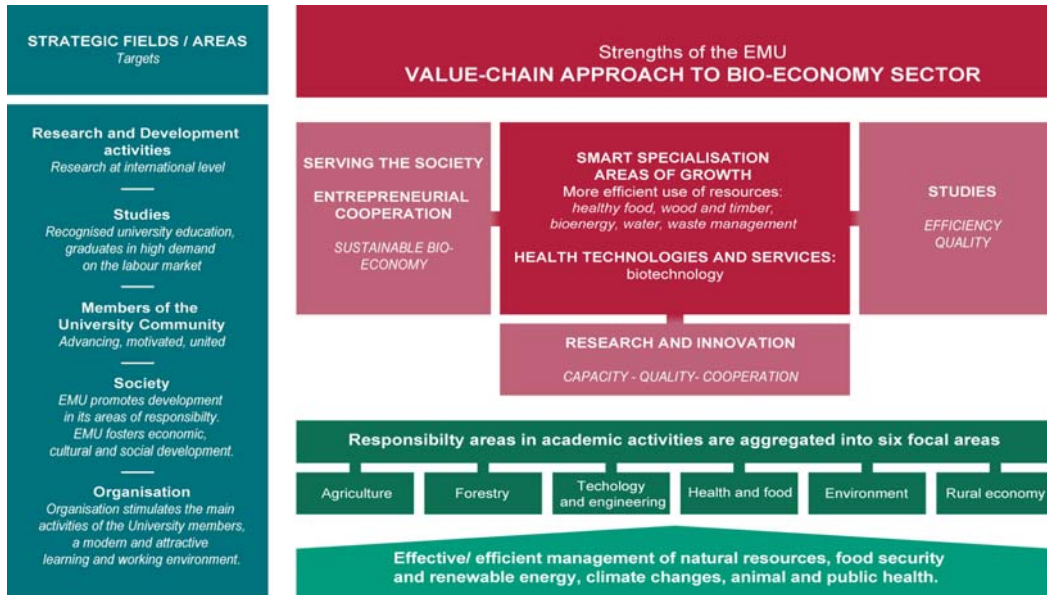 STRATEGIC FIELDS / AREAS
Targets
Research and Development
activities
Research at international level
Studies
Recognised university education,
graduates in high demand
on the labour market
Members of the
University Community
Advancing, motivated, united
Society
EMU promotes development
in its areas of responsibilty.
EMU fosters economic,
cultural and social development.
Organisation
Organisation stimulates the main
activities of the University members,
a modern and attractive
learning and working environment.
Strengths of the EMU
VALUE-CHAIN APPROACH TO BIO-ECONOMY SECTOR
SERVING THE SOCIETY
ENTREPRENEURIAL
COOPERATION
SUSTAINABLE BIO-
ECONOMY
SMART SPECIALISATION
AREAS OF GROWTH
More efficient use of resources:
healthy food, wood and timber,
bioenergy, water, waste management
HEALTH TECHNOLOGIES AND SERVICES:
biotechnology
STUDIES
EFFICIENCY
QUALITY
RESEARCH AND INNOVATION
CAPACITY - QUALITY- COOPERATION
Responsibilty areas in academic activities are aggregated into six focal areas
Agriculture
Forestry
Techology
and engineering
Health and food
Environment
Rural economy
Effective/ efficient management of natural resources, food security
and renewable energy, climate changes, animal and public health.